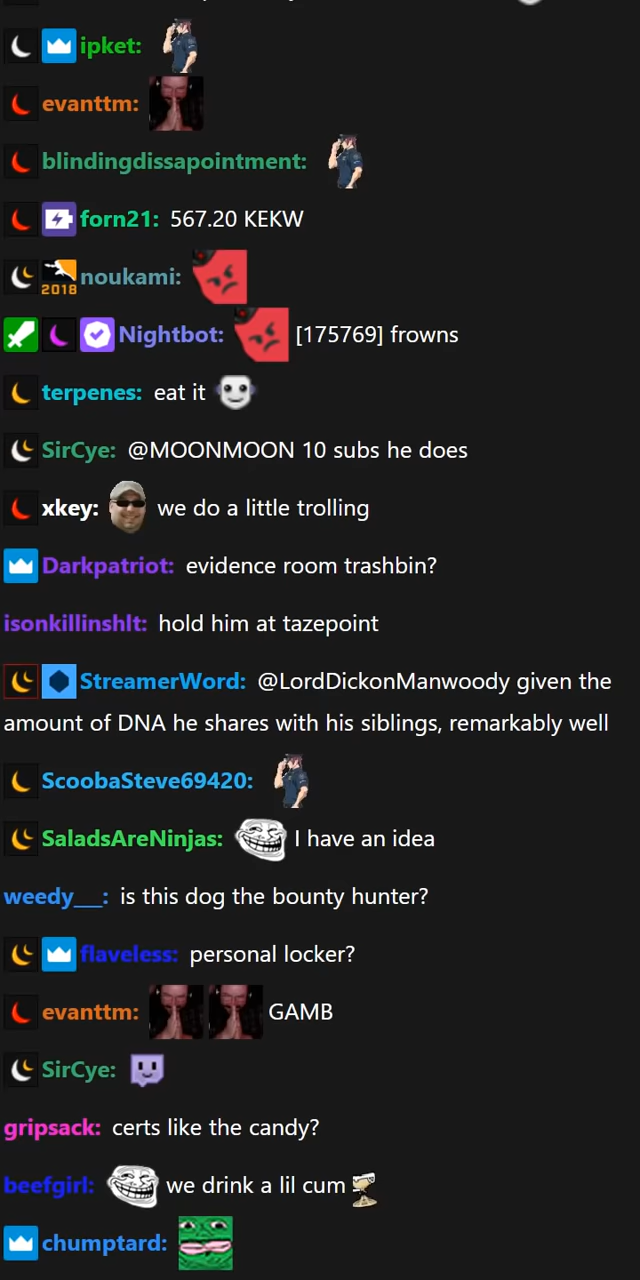 ipket:
evanttm:
blindingdissapointment:
forn21: 567.20 KEKW
2018 noukami:
Nightbot: [175769] frowns
terpenes: eat it
SirCye: @MOONMOON 10 subs he does
xkey: we do a little trolling
Darkpatriot: evidence room trashbin?
isonkillinshlt: hold him at tazepoint
StreamerWord: @LordDickonManwoody given the
amount of DNA he shares with his siblings, remarkably well
ScoobaSteve69420:
SaladsAreNinjas: I have an idea
weedy___: is this dog the bounty hunter?
flaveless: personal locker?
evanttm: GAMB
SirCye:
gripsack: certs like the candy?
beefgirl: we drink a lil cum
chumptard: